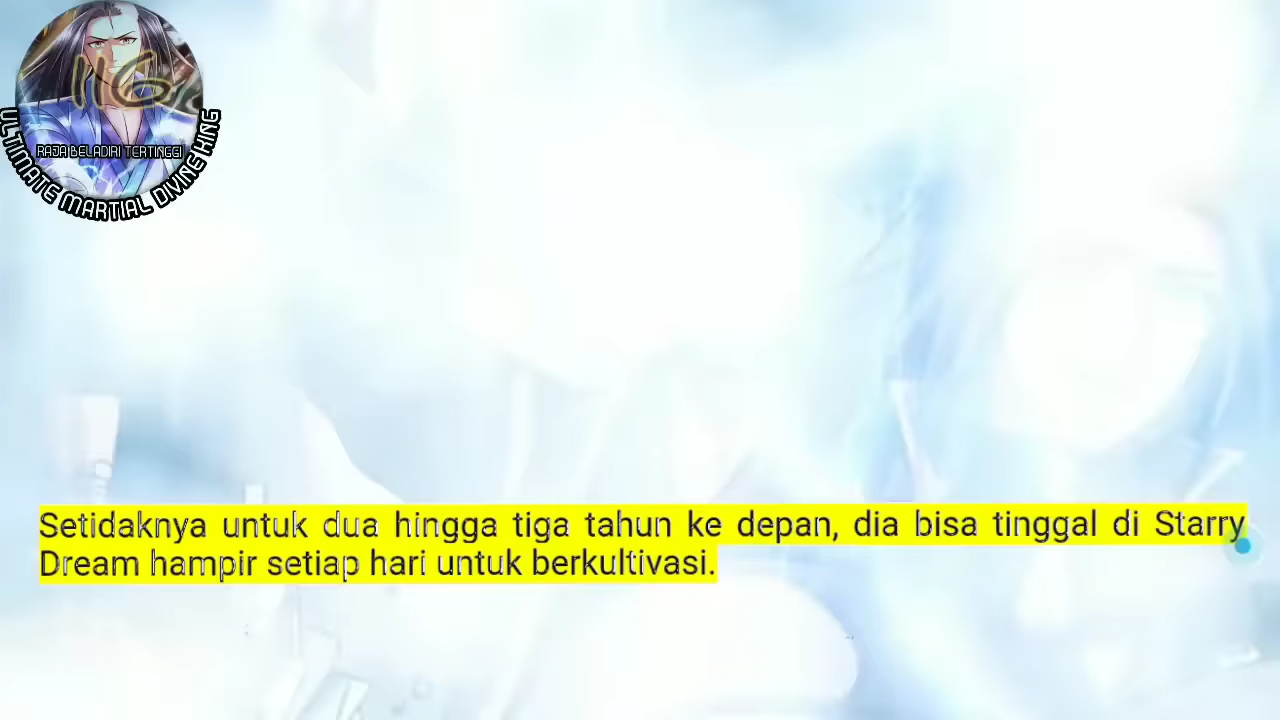 RAJA BELADIRI TERTINGGI
ULTIMATE MARTIAL DIVINE KING
Setidaknya untuk dua hingga tiga tahun ke depan, dia bisa tinggal di Starry
Dream hampir setiap hari untuk berkultivasi.